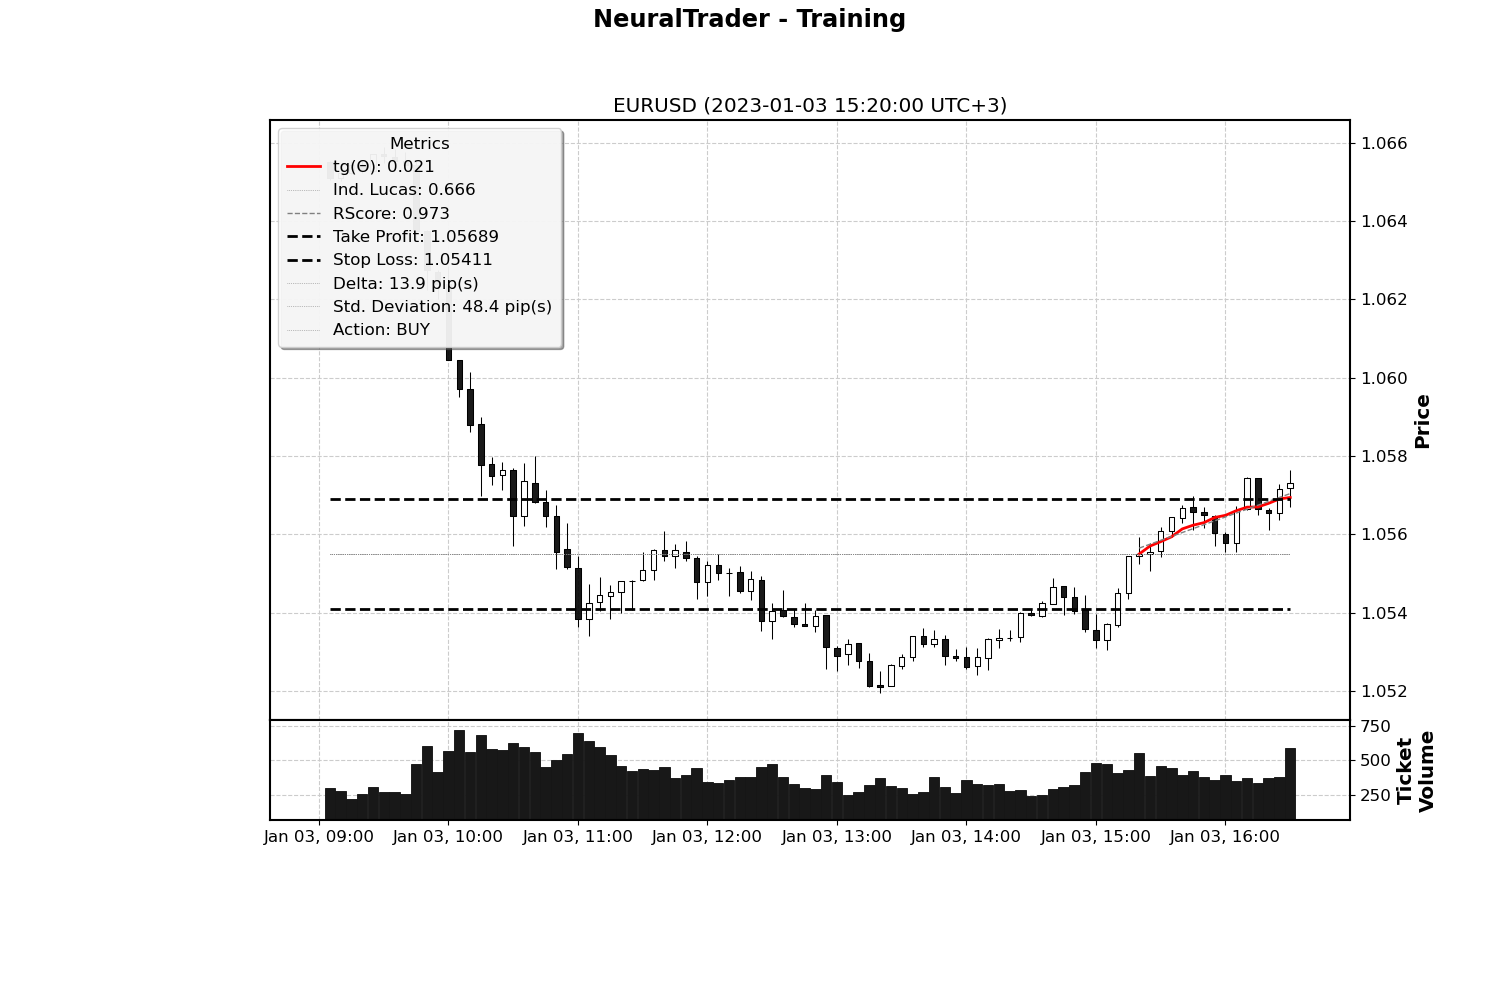 NeuralTrader - Training
EURUSD (2023-01-03 15:20:00 UTC+3)
Metrics
tg(Θ): 0.021
Ind. Lucas: 0.666
RScore: 0.973
Take Profit: 1.05689
Stop Loss: 1.05411
Delta: 13.9 pip(s)
Std. Deviation: 48.4 pip(s)
Action: BUY
1.066
1.064
1.062
1.060
1.058
1.056
1.054
1.052
Price
750
500
250
Ticket
Volume
Jan 03, 09:00
Jan 03, 10:00
Jan 03, 11:00
Jan 03, 12:00
Jan 03, 13:00
Jan 03, 14:00
Jan 03, 15:00
Jan 03, 16:00